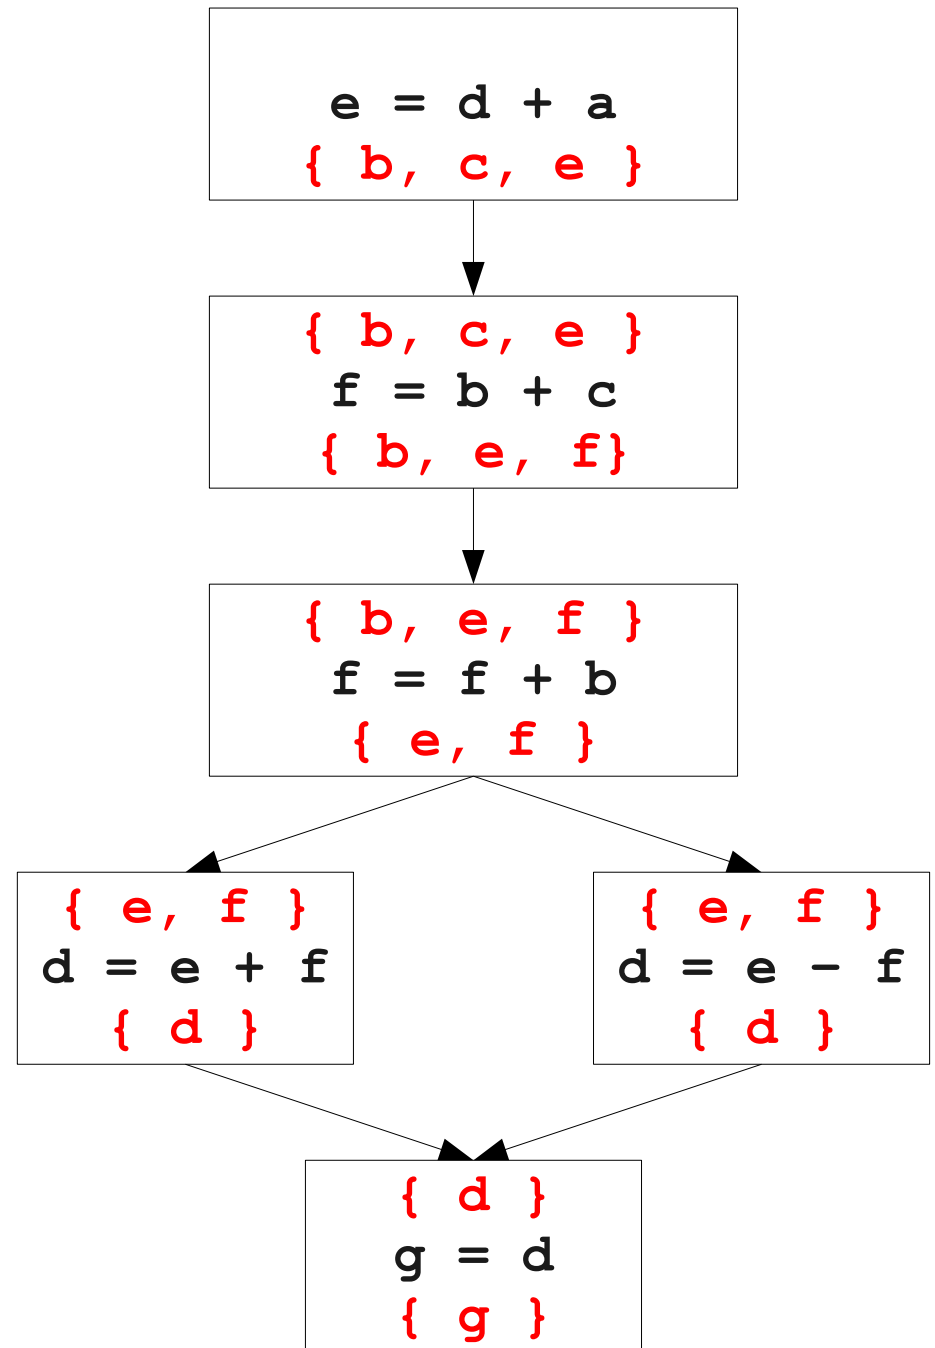 e = d + a
{ b, c, e }
{ b, c, e }
f = b + c
{ b, e, f}
{ b, e, f }
f = f + b
{ e, f }
{ e, f }
d = e + f
{ d }
{ e, f }
d = e - f
{ d }
{ d }
g = d
{ g }